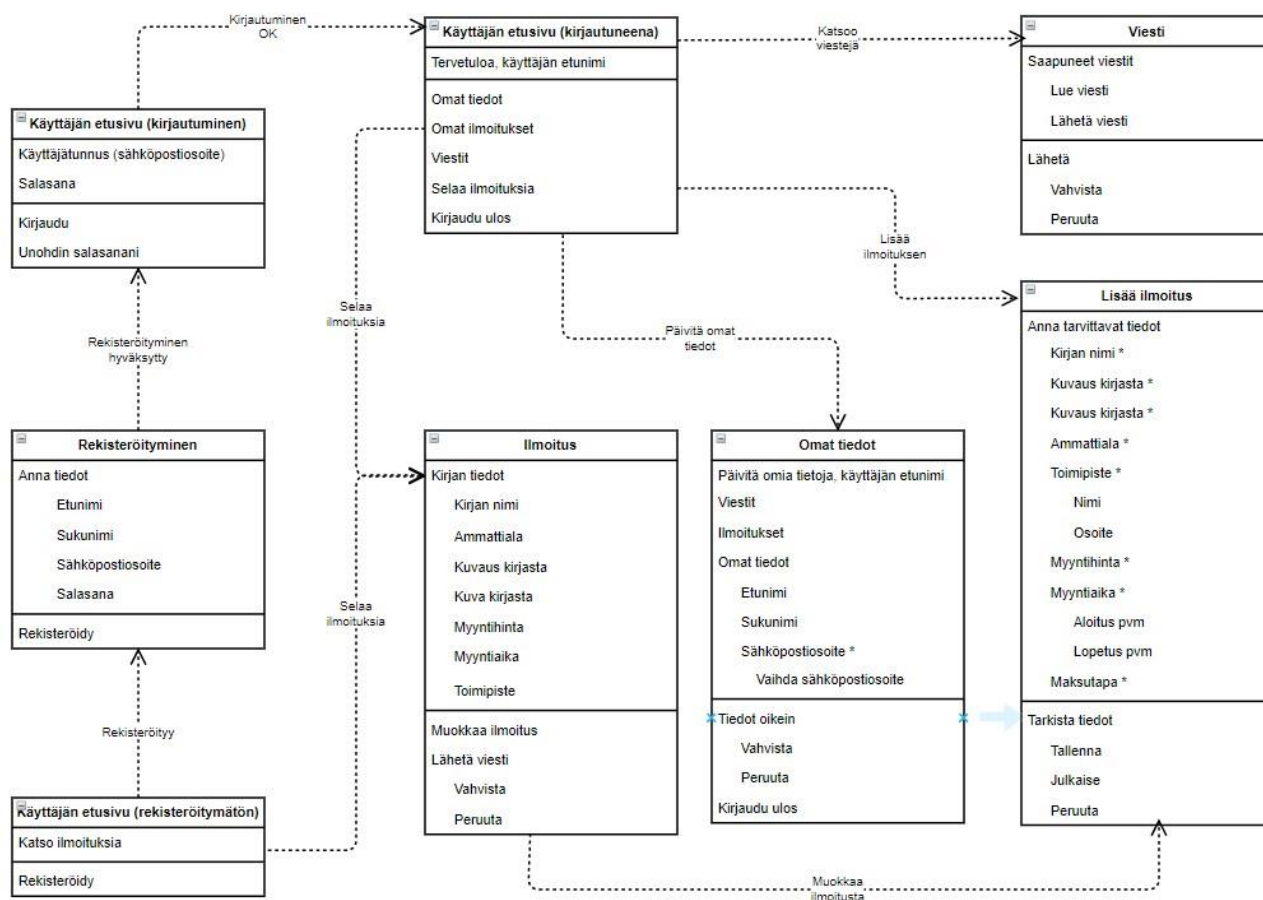 Kirjautuminen
OK
Käyttäjän etusivu (kirjautuneena)
Tervetuloa, käyttäjän etunimi
Omat tiedot
Omat ilmoitukset
Viestit
Selaa ilmoituksia
Kirjaudu ulos
Katsoo
viestejä
Viesti
Saapuneet viestit
Lue viesti
Lähetä viesti
Lähetä
Vahvista
Peruuta
Käyttäjän etusivu (kirjautuminen)
Käyttäjätunnus (sähköpostiosoite)
Salasana
Kirjaudu
Unohdin salasanani
Lisää
ilmoituksen
Selaa
ilmoituksia
Päivitä omat
tiedot
Rekisteröityminen
hyväksytty
Lisää ilmoitus
Anna tarvittavat tiedot
Kirjan nimi *
Kuvaus kirjasta *
Kuvaus kirjasta *
Ammattiala *
Toimipiste *
Nimi
Osoite
Myyntihinta *
Myyntiaika *
Aloitus pvm
Lopetus pvm
Maksutapa *
Tarkista tiedot
Tallenna
Julkaise
Peruuta
Rekisteröityminen
Anna tiedot
Etunimi
Sukunimi
Sähköpostiosoite
Salasana
Rekisteröidy
Selaa
ilmoituksia
Ilmoitus
Kirjan tiedot
Kirjan nimi
Ammattiala
Kuvaus kirjasta
Kuva kirjasta
Myyntihinta
Myyntiaika
Toimipiste
Muokkaa ilmoitus
Lähetä viesti
Vahvista
Peruuta
Omat tiedot
Päivitä omia tietoja, käyttäjän etunimi
Viestit
Ilmoitukset
Omat tiedot
Etunimi
Sukunimi
Sähköpostiosoite *
Vaihda sähköpostiosoite
Tiedot oikein
Vahvista
Peruuta
Kirjaudu ulos
Rekisteröityy
Käyttäjän etusivu (rekisteröitymätön)
Katso ilmoituksia
Rekisteröidy
Muokkaa
ilmoitusta